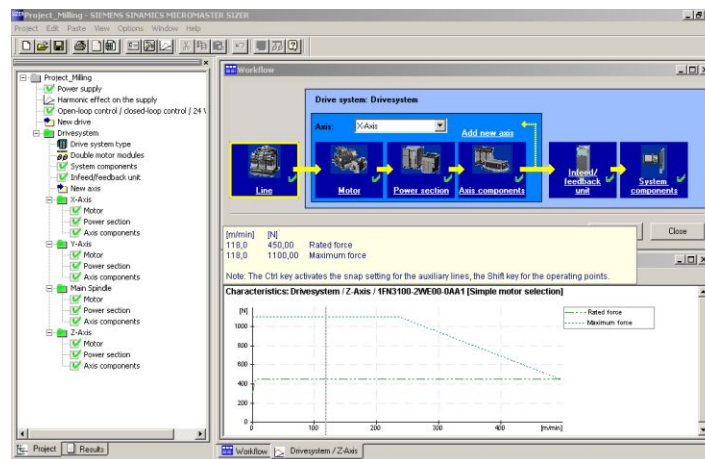 Project_Milling - SIEMENS SINAMICS MICROMASTER SIZER
Project Edit Paste View Options Window Help
Project_Milling
Power supply
Harmonic effect on the supply
Open-loop control / closed-loop control / 24 V
New drive
Drivesystem
Drive system type
Double motor modules
System components
Infeed/Feedback unit
New axis
X-Axis
Motor
Power section
Axis components
Y-Axis
Motor
Power section
Axis components
Main Spindle
Motor
Power section
Axis components
Z-Axis
Motor
Power section
Axis components
Project Results
Workflow
Drive system: Drivesystem
Axis: X-Axis
Add new axis
Line Motor Power section Axis components Infeed/feedback unit System components
Close
[m/min] [N]
118,0 450,00 Rated force
118,0 1100,00 Maximum force
Note: The Ctrl key activates the snap setting for the auxiliary lines, the Shift key for the operating points.
Characteristics: Drivesystem / Z-Axis / 1FN3100-2WE00-0AA1 [Simple motor selection]
[N]
Rated force
Maximum force
1000
800
600
400
200
0
0 100 200 300 400 [m/min]
Workflow Drivesystem / Z-Axis